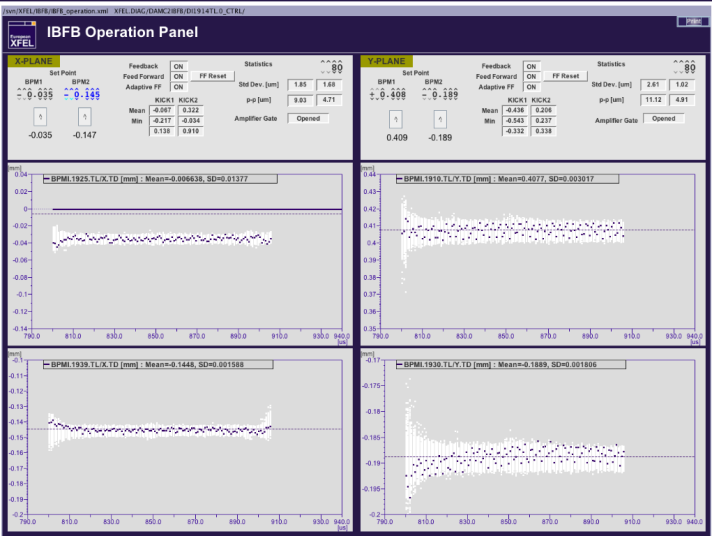 /svn/XFEL/IBFB/IBFB_operation.xml XFEL.DIAG/DAMC2IBFB/DI1914TL.0_CTRL/
Print
European XFEL
IBFB Operation Panel
X-PLANE
Set Point
BPM1 BPM2
- 0.035 - 0.145
-0.035 -0.147
Feedback ON
Feed Forward ON FF Reset
Adaptive FF ON
KICK1 KICK2
Mean -0.067 0.322
Min -0.217 -0.034
0.138 0.910
Statistics
80
Std Dev. [um] 1.85 1.68
p-p [um] 9.03 4.71
Amplifier Gate Opened
Y-PLANE
Set Point
BPM1 BPM2
+ 0.408 - 0.189
0.409 -0.189
Feedback ON
Feed Forward ON FF Reset
Adaptive FF ON
KICK1 KICK2
Mean -0.436 0.208
Min -0.543 0.237
-0.332 0.338
Statistics
80
Std Dev. [um] 2.61 1.02
p-p [um] 11.12 4.91
Amplifier Gate Opened
[mm]
BPMI.1925.TL/X.TD [mm] : Mean=-0.006638, SD=0.01377
0.04
0.02
0
-0.02
-0.04
-0.06
-0.08
-0.1
-0.12
-0.14
790.0 810.0 830.0 850.0 870.0 890.0 910.0 930.0 940.0
[us]
[mm]
BPMI.1910.TL/Y.TD [mm] : Mean=0.4077, SD=0.003017
0.44
0.43
0.42
0.41
0.4
0.39
0.38
0.37
0.36
0.35
790.0 810.0 830.0 850.0 870.0 890.0 910.0 930.0 940.0
[us]
[mm]
BPMI.1939.TL/X.TD [mm] : Mean=-0.1448, SD=0.001568
-0.1
-0.11
-0.12
-0.13
-0.14
-0.15
-0.16
-0.17
-0.18
-0.19
-0.2
790.0 810.0 830.0 850.0 870.0 890.0 910.0 930.0 940.0
[us]
[mm]
BPMI.1930.TL/Y.TD [mm] : Mean=-0.1889, SD=0.001806
-0.17
-0.175
-0.18
-0.185
-0.19
-0.195
-0.2
790.0 810.0 830.0 850.0 870.0 890.0 910.0 930.0 940.0
[us]